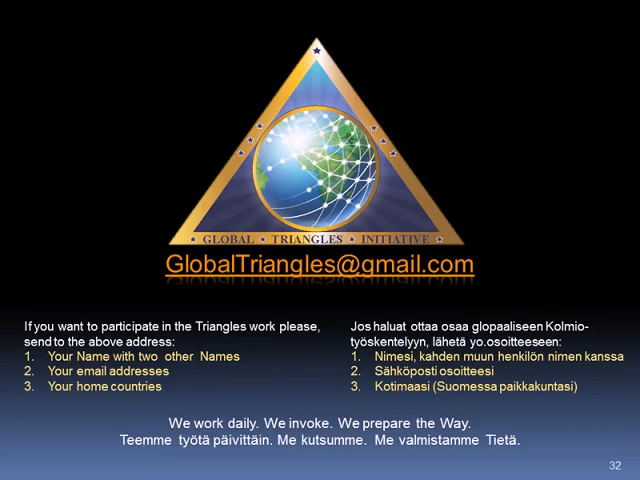 GLOBAL TRIANGLES INITIATIVE
GlobalTriangles@gmail.com
If you want to participate in the Triangles work please,
send to the above address:
1. Your Name with two other Names
2. Your email addresses
3. Your home countries
Jos haluat ottaa osaa glopaaliseen Kolmio-
työskentelyyn, lähetä yo.osoitteeseen:
1. Nimesi, kahden muun henkilön nimen kanssa
2. Sähköposti osoitteesi
3. Kotimaasi (Suomessa paikkakuntasi)
We work daily. We invoke. We prepare the Way.
Teemme työtä päivittäin. Me kutsumme. Me valmistamme Tietä.
32